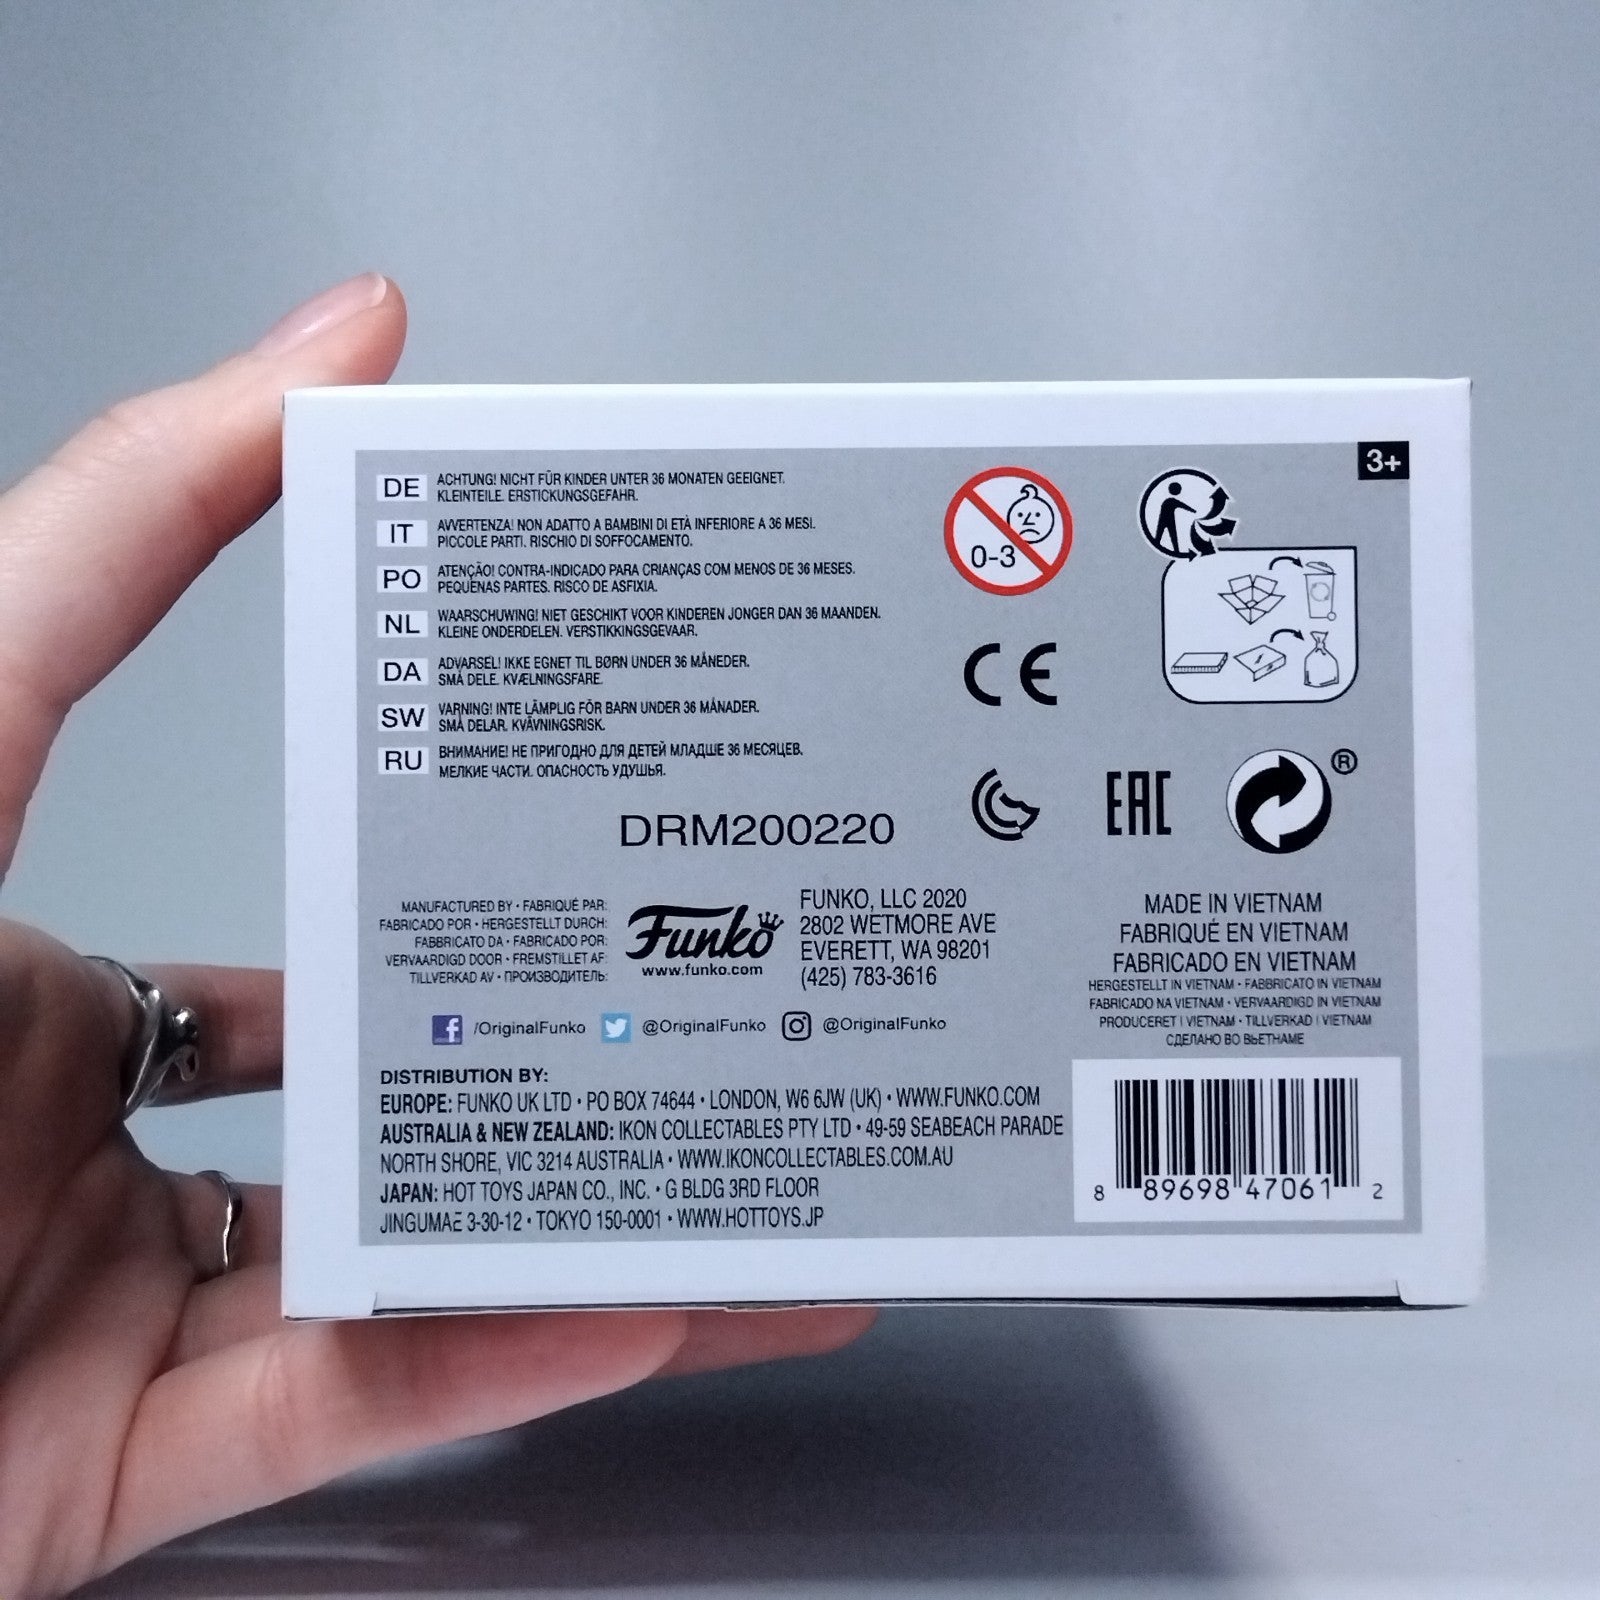 3+
DE ACHTUNG! NICHT FÜR KINDER UNTER 36 MONATEN GEEIGNET.
KLEINTEILE. ERSTICKUNGSGEFAHR.
IT AVVERTENZA! NON ADATTO A BAMBINI DI ETÀ INFERIORE A 36 MESI.
PICCOLE PARTI. RISCHIO DI SOFFOCAMENTO.
PO ATENÇÃO! CONTRA-INDICADO PARA CRIANÇAS COM MENOS DE 36 MESES.
PEQUENAS PARTES. RISCO DE ASFIXIA.
NL WAARSCHUWING! NIET GESCHIKT VOOR KINDEREN JONGER DAN 36 MAANDEN.
KLEINE ONDERDELEN. VERSTIKKINGSGEVAAR.
DA ADVARSEL! IKKE EGNET TIL BØRN UNDER 36 MÅNEDER.
SMÅ DELE. KVÆLNINGSFARE.
SW VARNING! INTE LÄMPLIG FÖR BARN UNDER 36 MÅNADER.
SMÅ DELAR. KVÄVNINGSRISK.
RU ВНИМАНИЕ! НЕ ПРИГОДНО ДЛЯ ДЕТЕЙ МЛАДШЕ 36 МЕСЯЦЕВ.
МЕЛКИЕ ЧАСТИ. ОПАСНОСТЬ УДУШЬЯ.
0-3
CE
EAC
®
DRM200220
MANUFACTURED BY • FABRIQUÉ PAR:
FABRICADO POR • HERGESTELLT DURCH:
FABBRICATO DA • FABRICADO POR:
VERVAARDIGD DOOR • FREMSTILLET AF:
TILLVERKAD AV • ПРОИЗВОДИТЕЛЬ:
Funko
www.funko.com
FUNKO, LLC 2020
2802 WETMORE AVE
EVERETT, WA 98201
(425) 783-3616
MADE IN VIETNAM
FABRIQUÉ EN VIETNAM
FABRICADO EN VIETNAM
HERGESTELLT IN VIETNAM • FABBRICATO IN VIETNAM
FABRICADO NA VIETNAM • VERVAARDIGD IN VIETNAM
PRODUCERET I VIETNAM • TILLVERKAD I VIETNAM
СДЕЛАНО ВО ВЬЕТНАМЕ
f /OriginalFunko @OriginalFunko @OriginalFunko
DISTRIBUTION BY:
EUROPE: FUNKO UK LTD • PO BOX 74644 • LONDON, W6 6JW (UK) • WWW.FUNKO.COM
AUSTRALIA & NEW ZEALAND: IKON COLLECTABLES PTY LTD • 49-59 SEABEACH PARADE
NORTH SHORE, VIC 3214 AUSTRALIA • WWW.IKONCOLLECTABLES.COM.AU
JAPAN: HOT TOYS JAPAN CO., INC. • G BLDG 3RD FLOOR
JINGUMAE 3-30-12 • TOKYO 150-0001 • WWW.HOTTOYS.JP
8 89698 47061 2